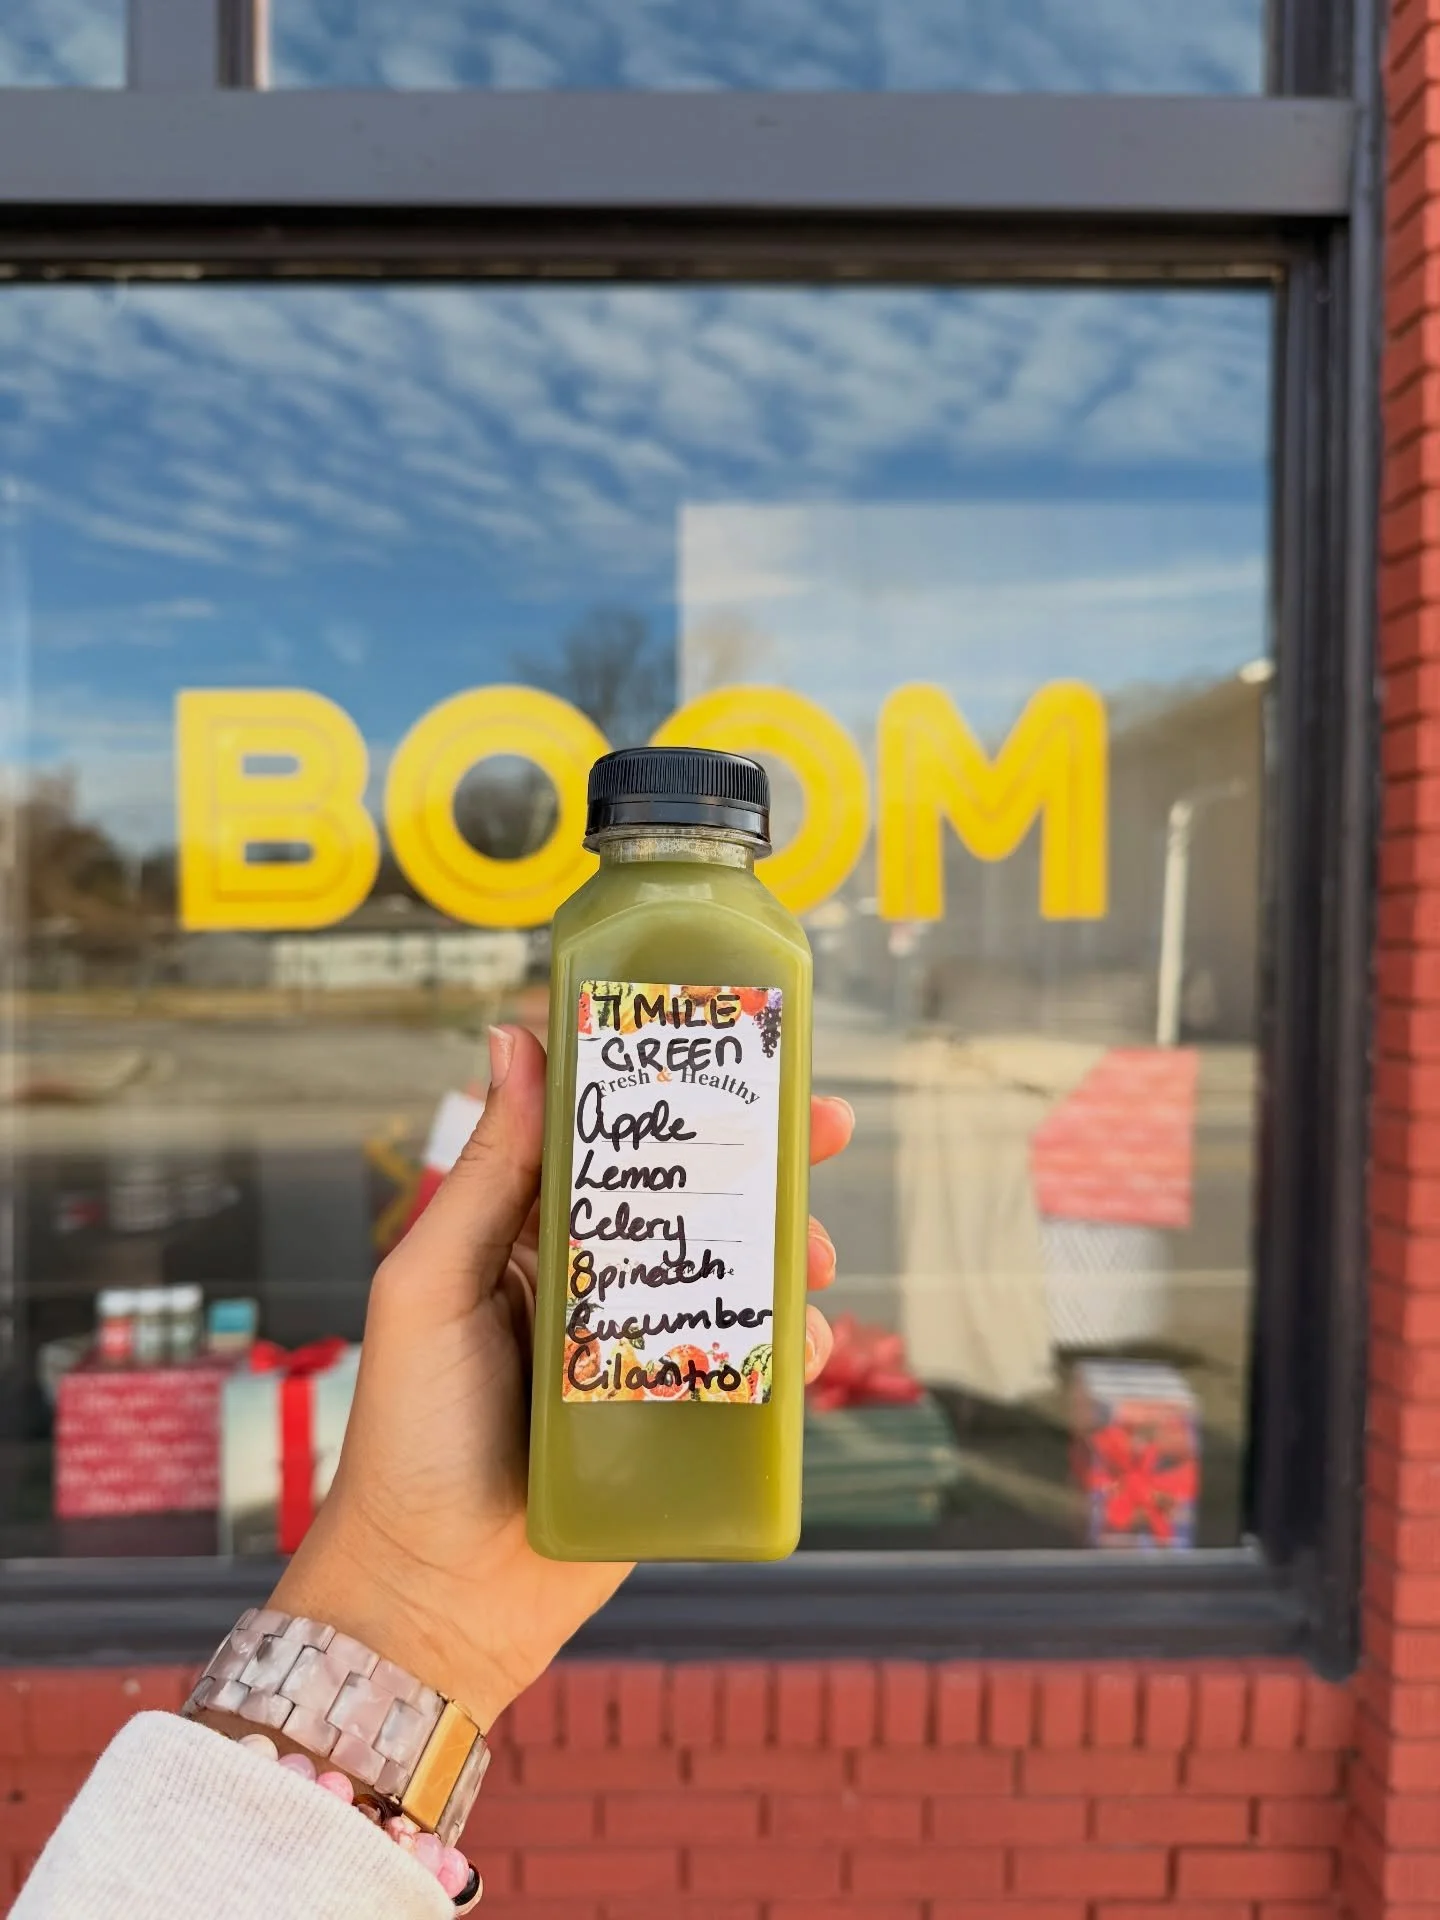 BOOM
7 MILE
GREEN
Fresh & Healthy
Apple
Lemon
Celery
Spinach
Cucumber
Cilantro